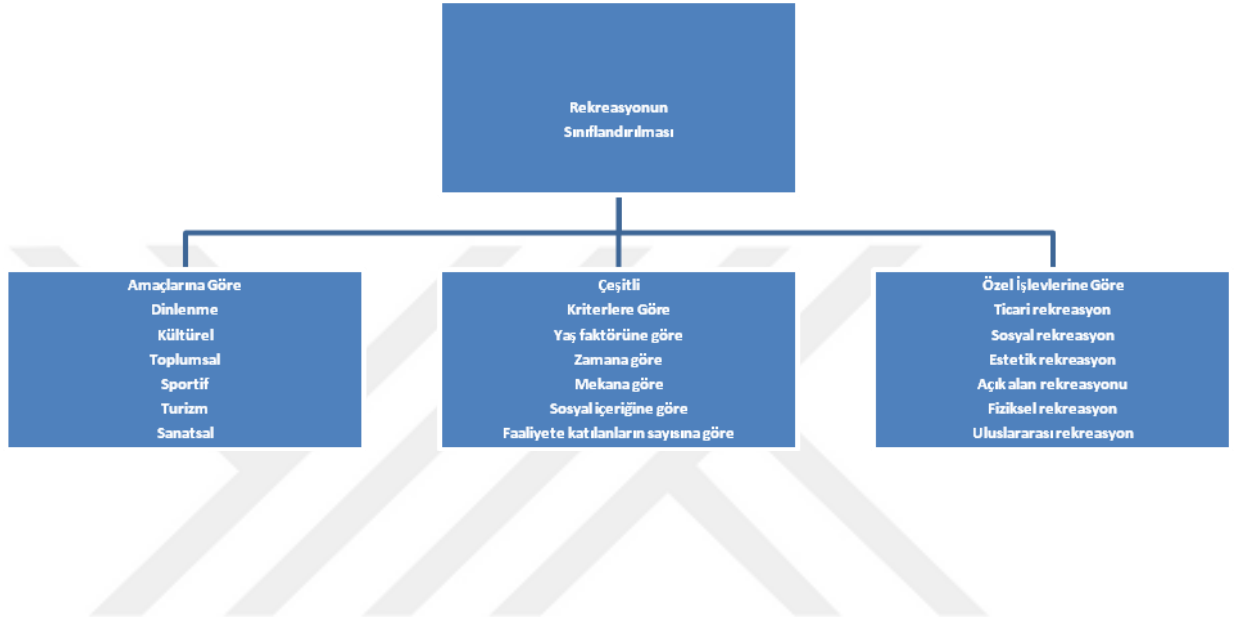 Rekreasyonun
Sınıflandırılması
Amaçlarına Göre
Dinlenme
Kültürel
Toplumsal
Sportif
Turizm
Sanatsal
Çeşitli
Kriterlere Göre
Yaş faktörüne göre
Zamana göre
Mekana göre
Sosyal içeriğine göre
Faaliyete katılanların sayısına göre
Özel İşlevlerine Göre
Ticari rekreasyon
Sosyal rekreasyon
Estetik rekreasyon
Açık alan rekreasyonu
Fiziksel rekreasyon
Uluslararası rekreasyon